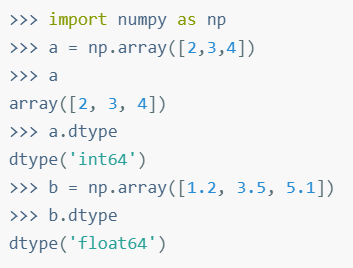 >>> import numpy as np
>>> a = np.array([2,3,4])
>>> a
array([2, 3, 4])
>>> a.dtype
dtype('int64')
>>> b = np.array([1.2, 3.5, 5.1])
>>> b.dtype
dtype('float64')